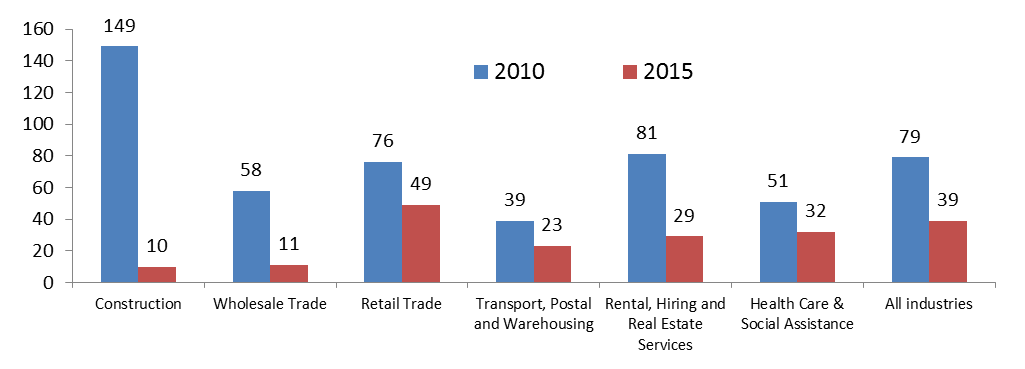 160
140
120
100
80
60
40
20
0
149
10
58
11
76
49
39
23
81
29
51
32
79
39
2010
2015
Construction
Wholesale Trade
Retail Trade
Transport, Postal
and Warehousing
Rental, Hiring and
Real Estate
Services
Health Care &
Social Assistance
All industries